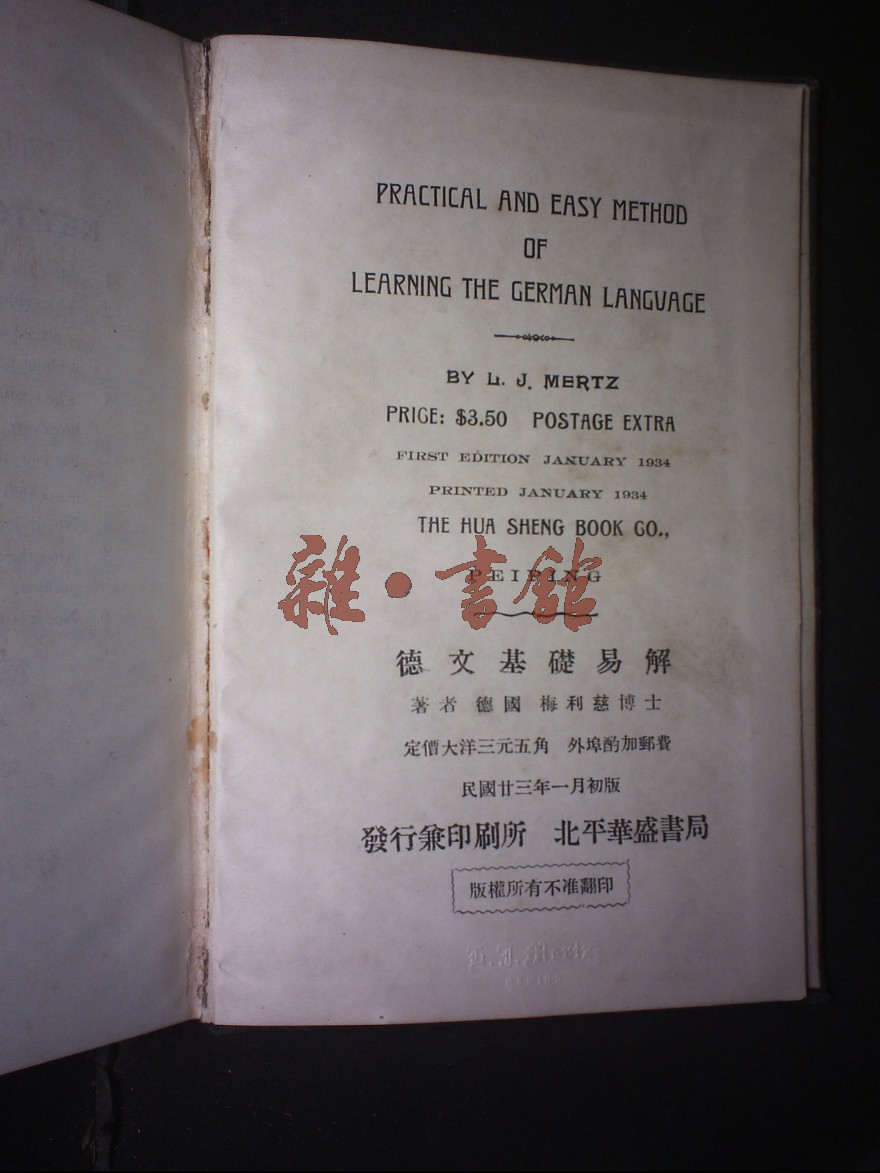 PRACTICAL AND EASY METHOD
OF
LEARNING THE GERMAN LANGUAGE
BY L. J. MERTZ
PRICE: $3.50 POSTAGE EXTRA
FIRST EDITION JANUARY 1934
PRINTED JANUARY 1934
THE HUA SHENG BOOK CO.,
PEIPING
雜·書館
德文基礎易解
著者 德國 梅利慈博士
定價大洋三元五角 外埠酌加郵費
民國廿三年一月初版
發行兼印刷所 北平華盛書局
版權所有不准翻印
L. J. Mertz